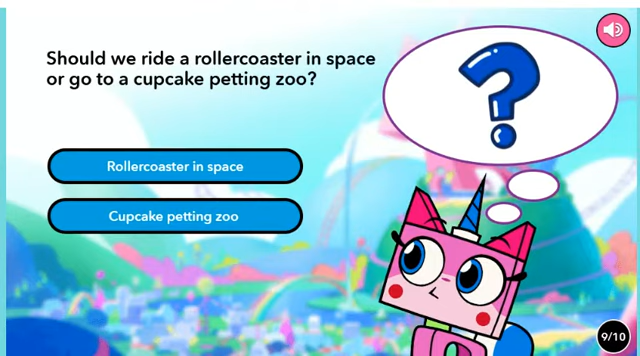 Should we ride a rollercoaster in space
or go to a cupcake petting zoo?
?
Rollercoaster in space
Cupcake petting zoo
9/10